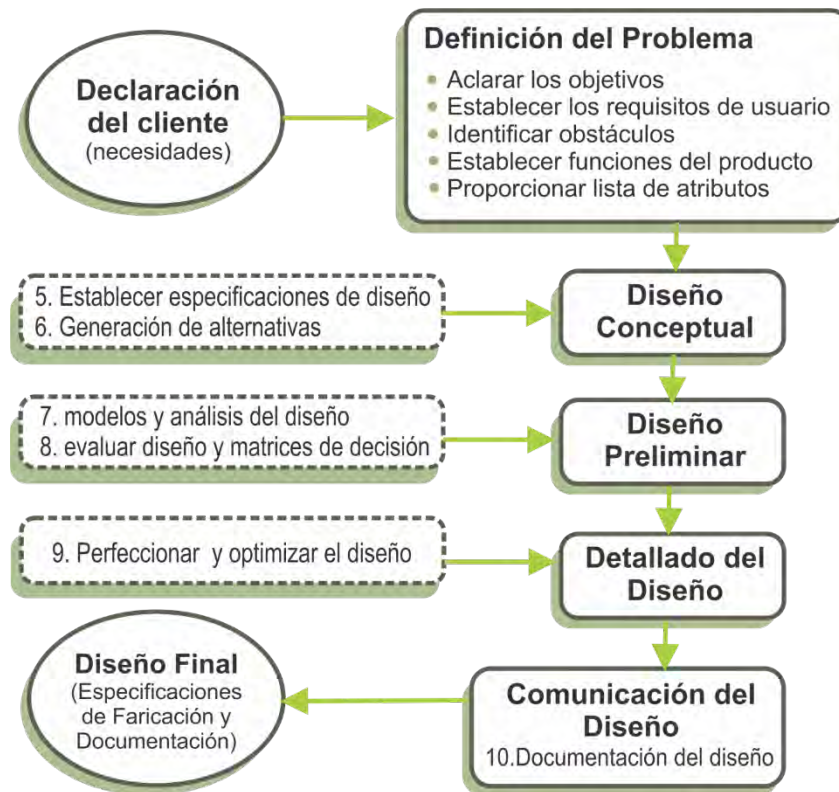 Declaración
del cliente
(necesidades)
Definición del Problema
Aclarar los objetivos
Establecer los requisitos de usuario
Identificar obstáculos
Establecer funciones del producto
Proporcionar lista de atributos
5. Establecer especificaciones de diseño
6. Generación de alternativas
Diseño
Conceptual
7. modelos y análisis del diseño
8. evaluar diseño y matrices de decisión
Diseño
Preliminar
9. Perfeccionar y optimizar el diseño
Detallado del
Diseño
Diseño Final
(Especificaciones
de Faricación y
Documentación)
Comunicación del
Diseño
10.Documentación del diseño